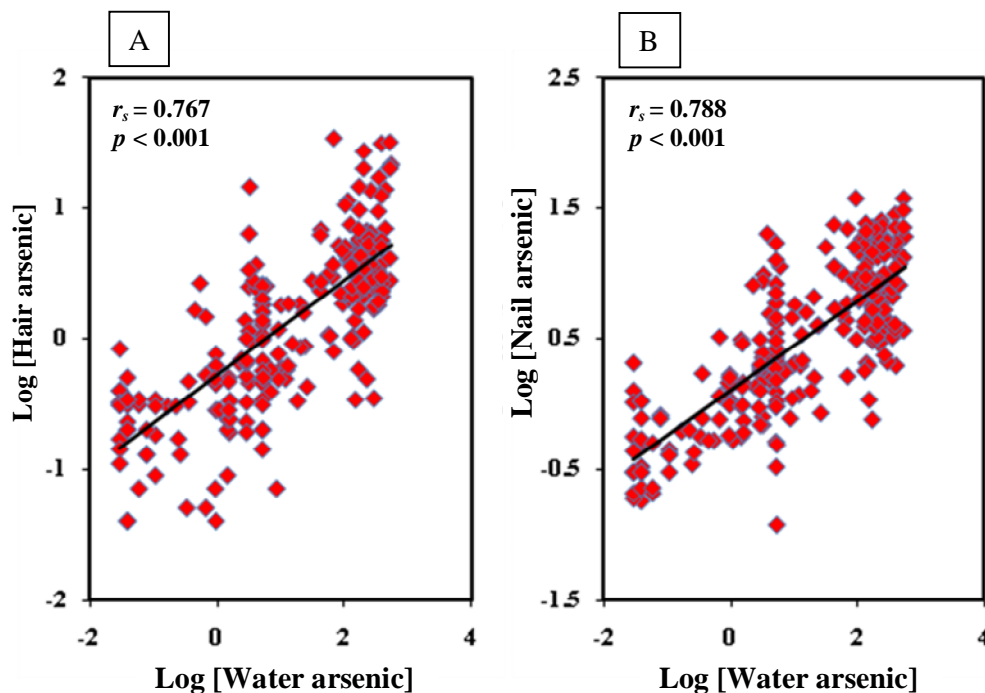 A
B
r_s = 0.767
p < 0.001
r_s = 0.788
p < 0.001
Log [Hair arsenic]
2
1
0
-1
-2
-2
0
2
4
Log [Water arsenic]
Log [Nail arsenic]
2.5
1.5
0.5
-0.5
-1.5
-2
0
2
4
Log [Water arsenic]